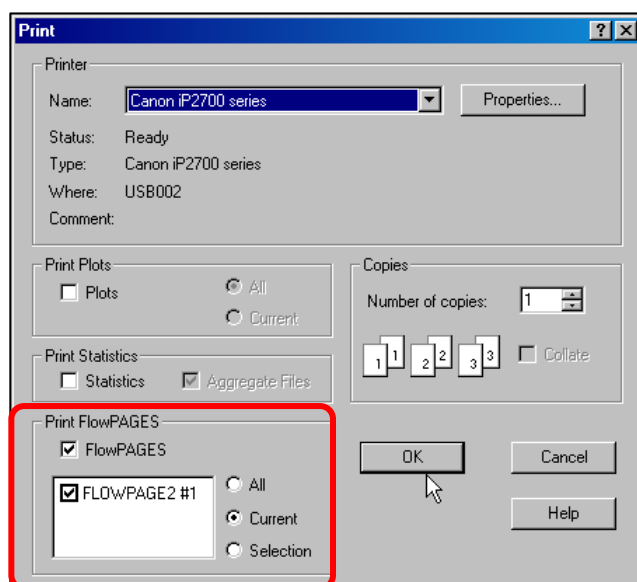 Print
Printer
Name: Canon iP2700 series Properties...
Status: Ready
Type: Canon iP2700 series
Where: USB002
Comment:
Print Plots
Plots All
Current
Copies
Number of copies: 1
1 1 2 2 3 3 Collate
Print Statistics
Statistics Aggregate Files
Print FlowPAGES
FlowPAGES
FLOWPAGE2 #1 All
Current
Selection
OK Cancel
Help